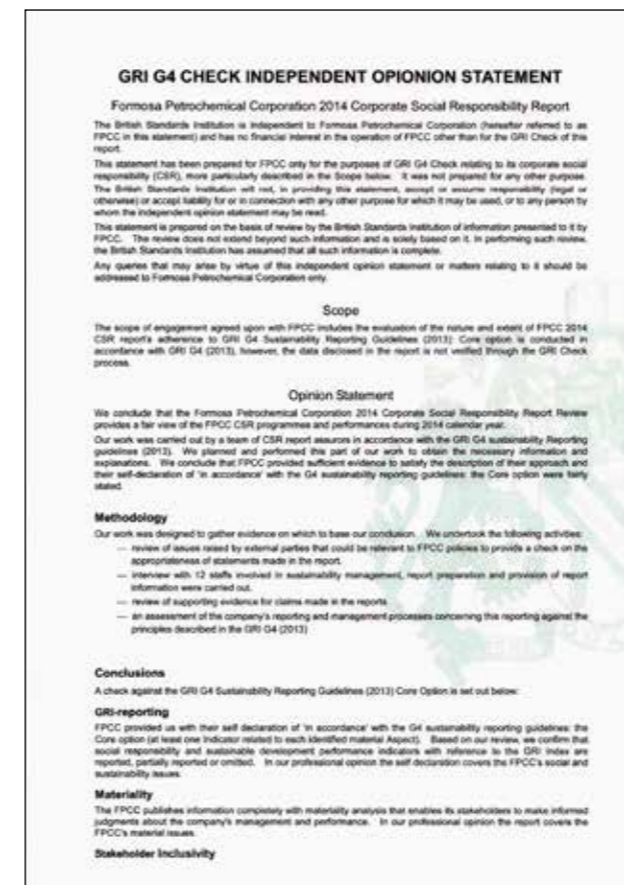 GRI G4 CHECK INDEPENDENT OPIONION STATEMENT
Formosa Petrochemical Corporation 2014 Corporate Social Responsibility Report
The British Standards Institution is independent to Formosa Petrochemical Corporation (hereafter referred to as
FPCC in this statement) and has no financial interest in the operation of FPCC other than for the GRI Check of this
report.
This statement has been prepared for FPCC only for the purposes of GRI G4 Check relating to its corporate social
responsibility (CSR), more particularly described in the Scope below. It was not prepared for any other purpose.
The British Standards Institution will not, in providing this statement, accept or assume responsibility (legal or
otherwise) or accept liability for or in connection with any other purpose for which it may be used, or to any person by
whom the independent opinion statement may be read.
This statement is prepared on the basis of review by the British Standards Institution of information presented to it by
FPCC. The review does not extend beyond such information and is solely based on it. In performing such review,
the British Standards Institution has assumed that all such information is complete.
Any queries that may arise by virtue of this independent opinion statement or matters relating to it should be
addressed to Formosa Petrochemical Corporation only.
Scope
The scope of engagement agreed upon with FPCC includes the evaluation of the nature and extent of FPCC 2014
CSR report's adherence to GRI G4 Sustainability Reporting Guidelines (2013): Core option is conducted in
accordance with GRI G4 (2013), however, the data disclosed in the report is not verified through the GRI Check
process.
Opinion Statement
We conclude that the Formosa Petrochemical Corporation 2014 Corporate Social Responsibility Report Review
provides a fair view of the FPCC CSR programmes and performances during 2014 calendar year.
Our work was carried out by a team of CSR report assurors in accordance with the GRI G4 sustainability Reporting
guidelines (2013). We planned and performed this part of our work to obtain the necessary information and
explanations. We conclude that FPCC provided sufficient evidence to satisfy the description of their approach and
their self-declaration of 'in accordance' with the G4 sustainability reporting guidelines: the Core option were fairly
stated.
Methodology
Our work was designed to gather evidence on which to base our conclusion. We undertook the following activities:
— review of issues raised by external parties that could be relevant to FPCC policies to provide a check on the
appropriateness of statements made in the report.
— interview with 12 staffs involved in sustainability management, report preparation and provision of report
information were carried out.
— review of supporting evidence for claims made in the reports
— an assessment of the company's reporting and management processes concerning this reporting against the
principles described in the GRI G4 (2013)
Conclusions
A check against the GRI G4 Sustainability Reporting Guidelines (2013) Core Option is set out below:
GRI-reporting
FPCC provided us with their self declaration of 'in accordance' with the G4 sustainability reporting guidelines: the
Core option (at least one Indicator related to each identified material Aspect). Based on our review, we confirm that
social responsibility and sustainable development performance indicators with reference to the GRI Index are
reported, partially reported or omitted. In our professional opinion the self declaration covers the FPCC's social and
sustainability issues.
Materiality
The FPCC publishes information completely with materiality analysis that enables its stakeholders to make informed
judgments about the company's management and performance. In our professional opinion the report covers the
FPCC's material issues.
Stakeholder Inclusivity